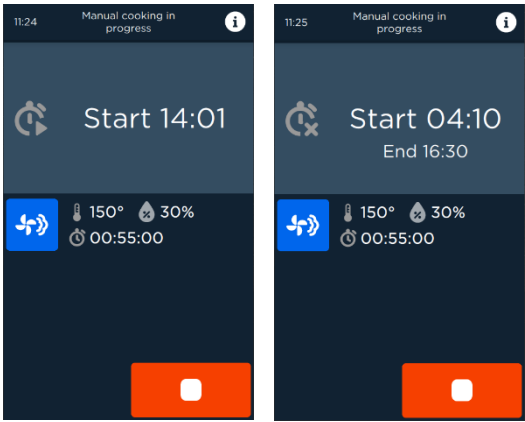 11:24
Manual cooking in
progress
i
Start 14:01
150° % 30%
00:55:00
11:25
Manual cooking in
progress
i
Start 04:10
End 16:30
150° % 30%
00:55:00